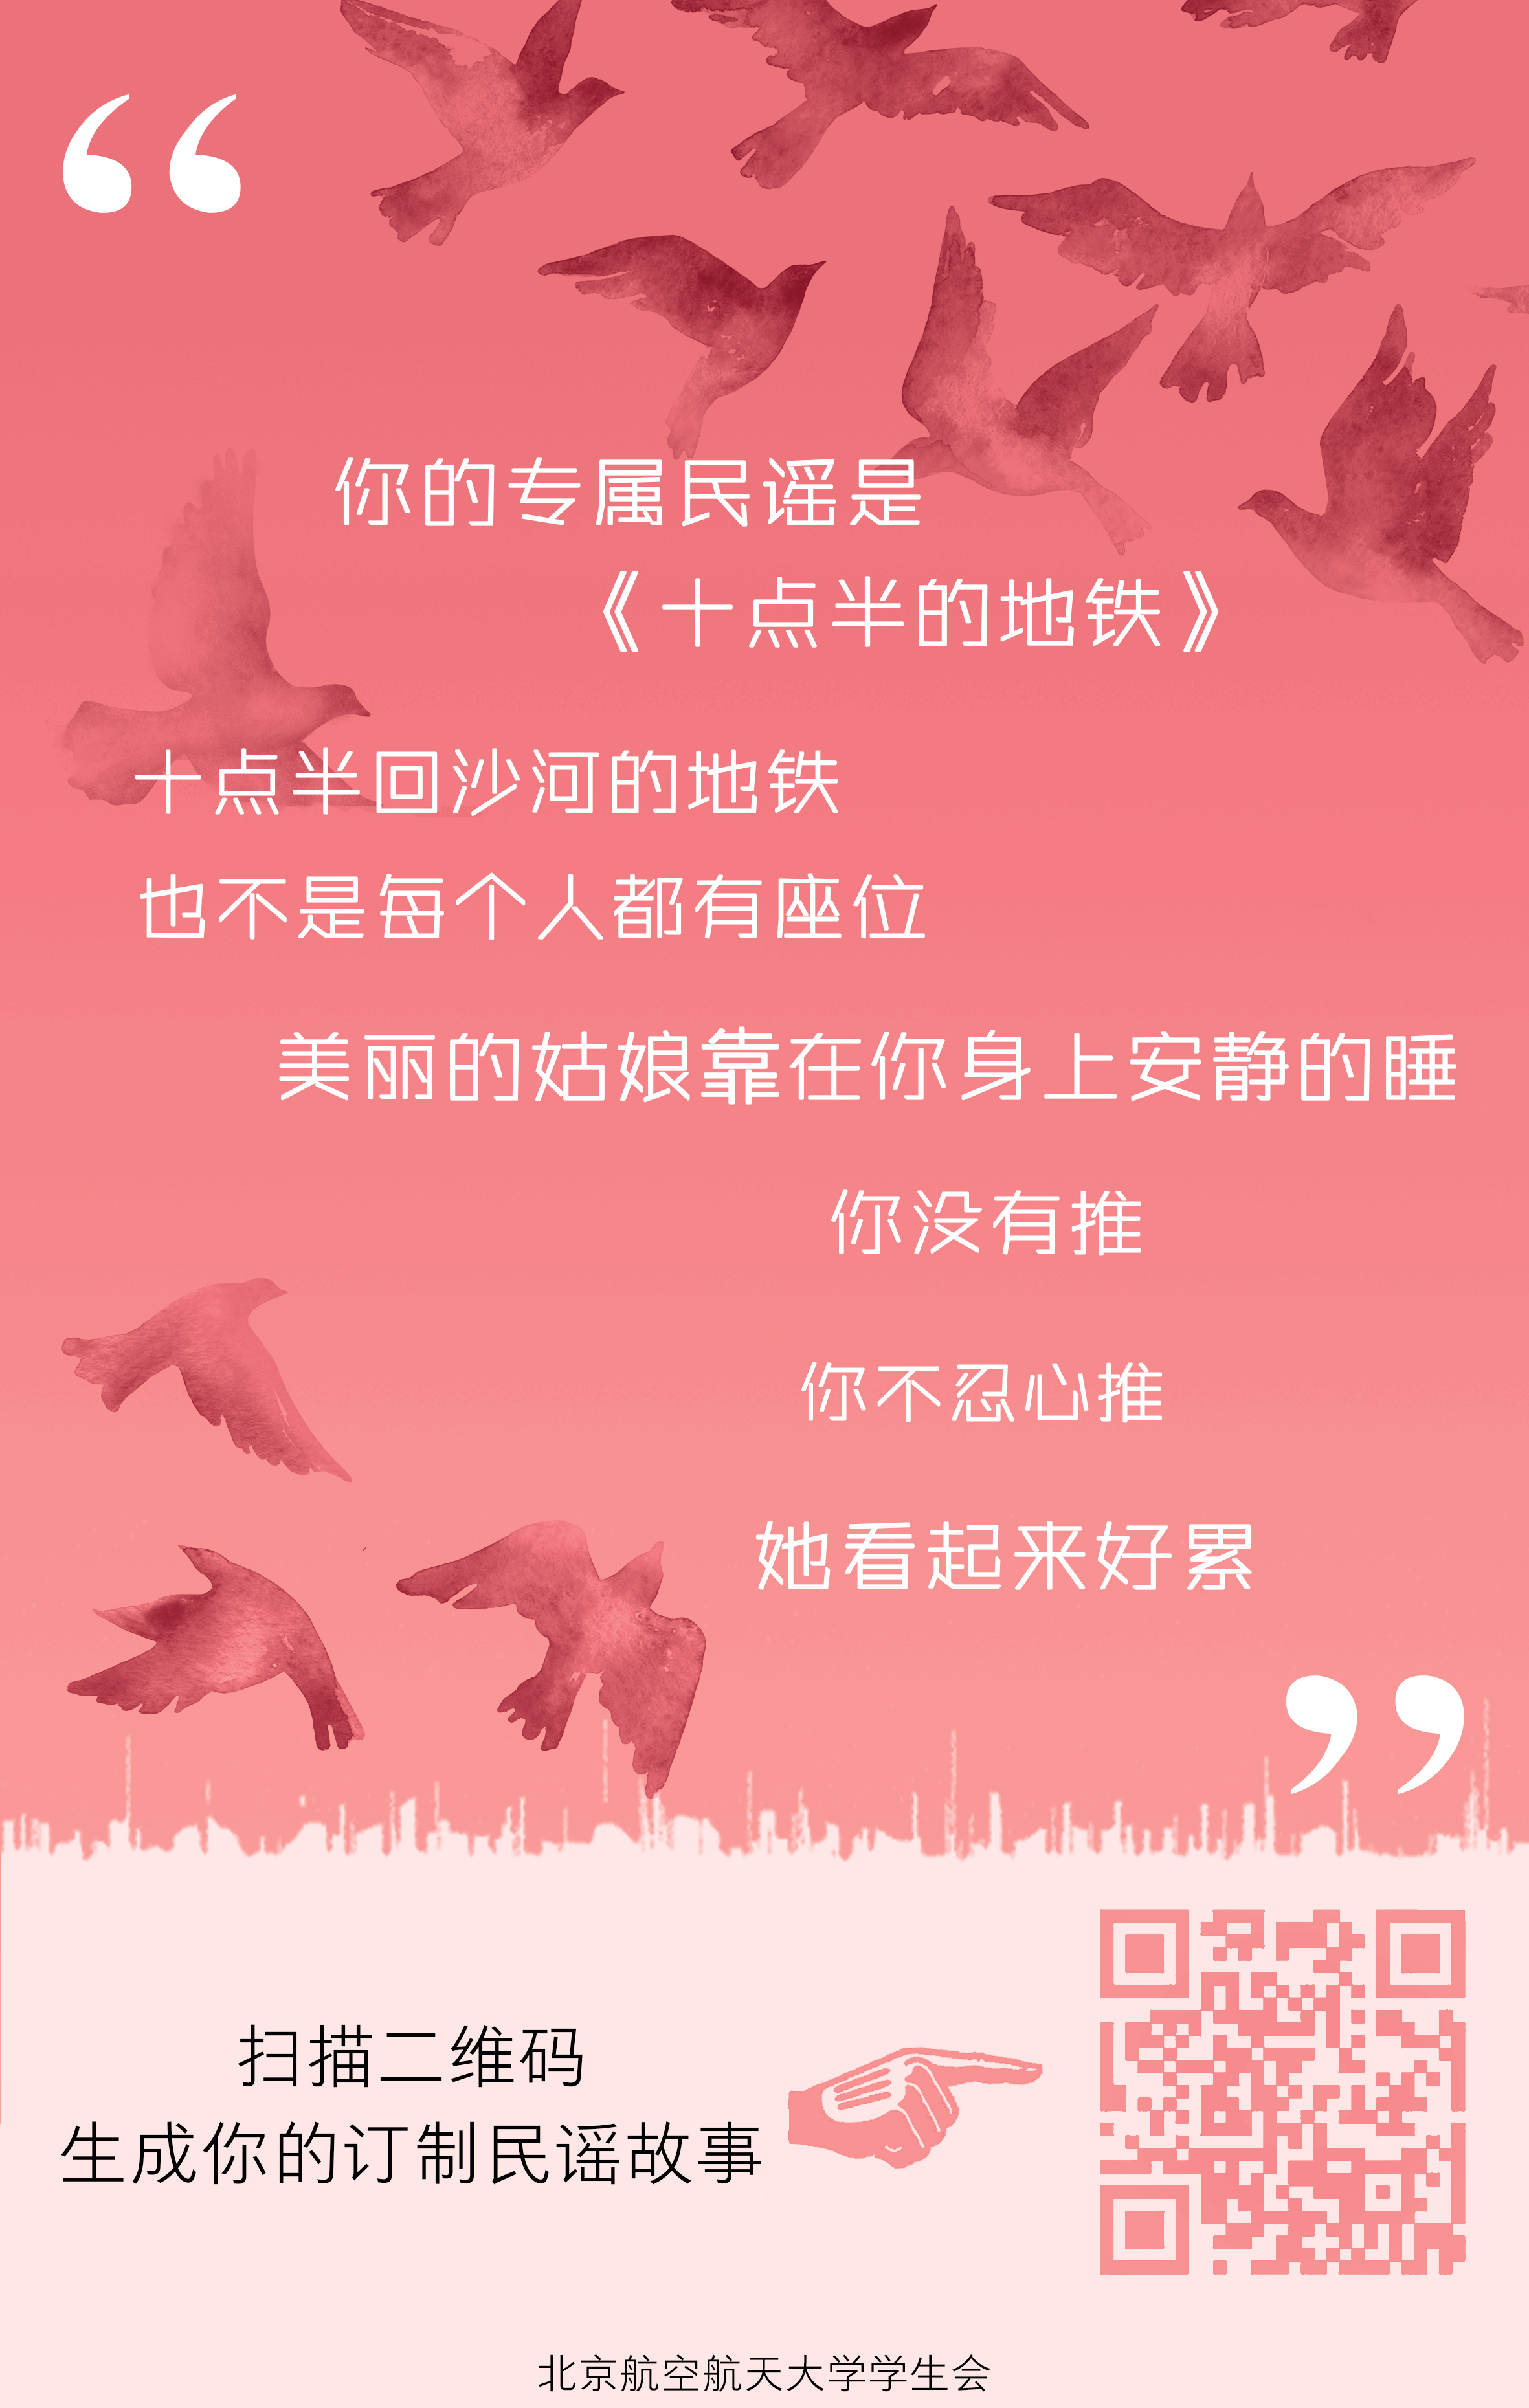 “
你的专属民谣是
《十点半的地铁》
十点半回沙河的地铁
也不是每个人都有座位
美丽的姑娘靠在你身上安静的睡
你没有推
你不忍心推
她看起来好累
”
扫描二维码
生成你的订制民谣故事
北京航空航天大学学生会